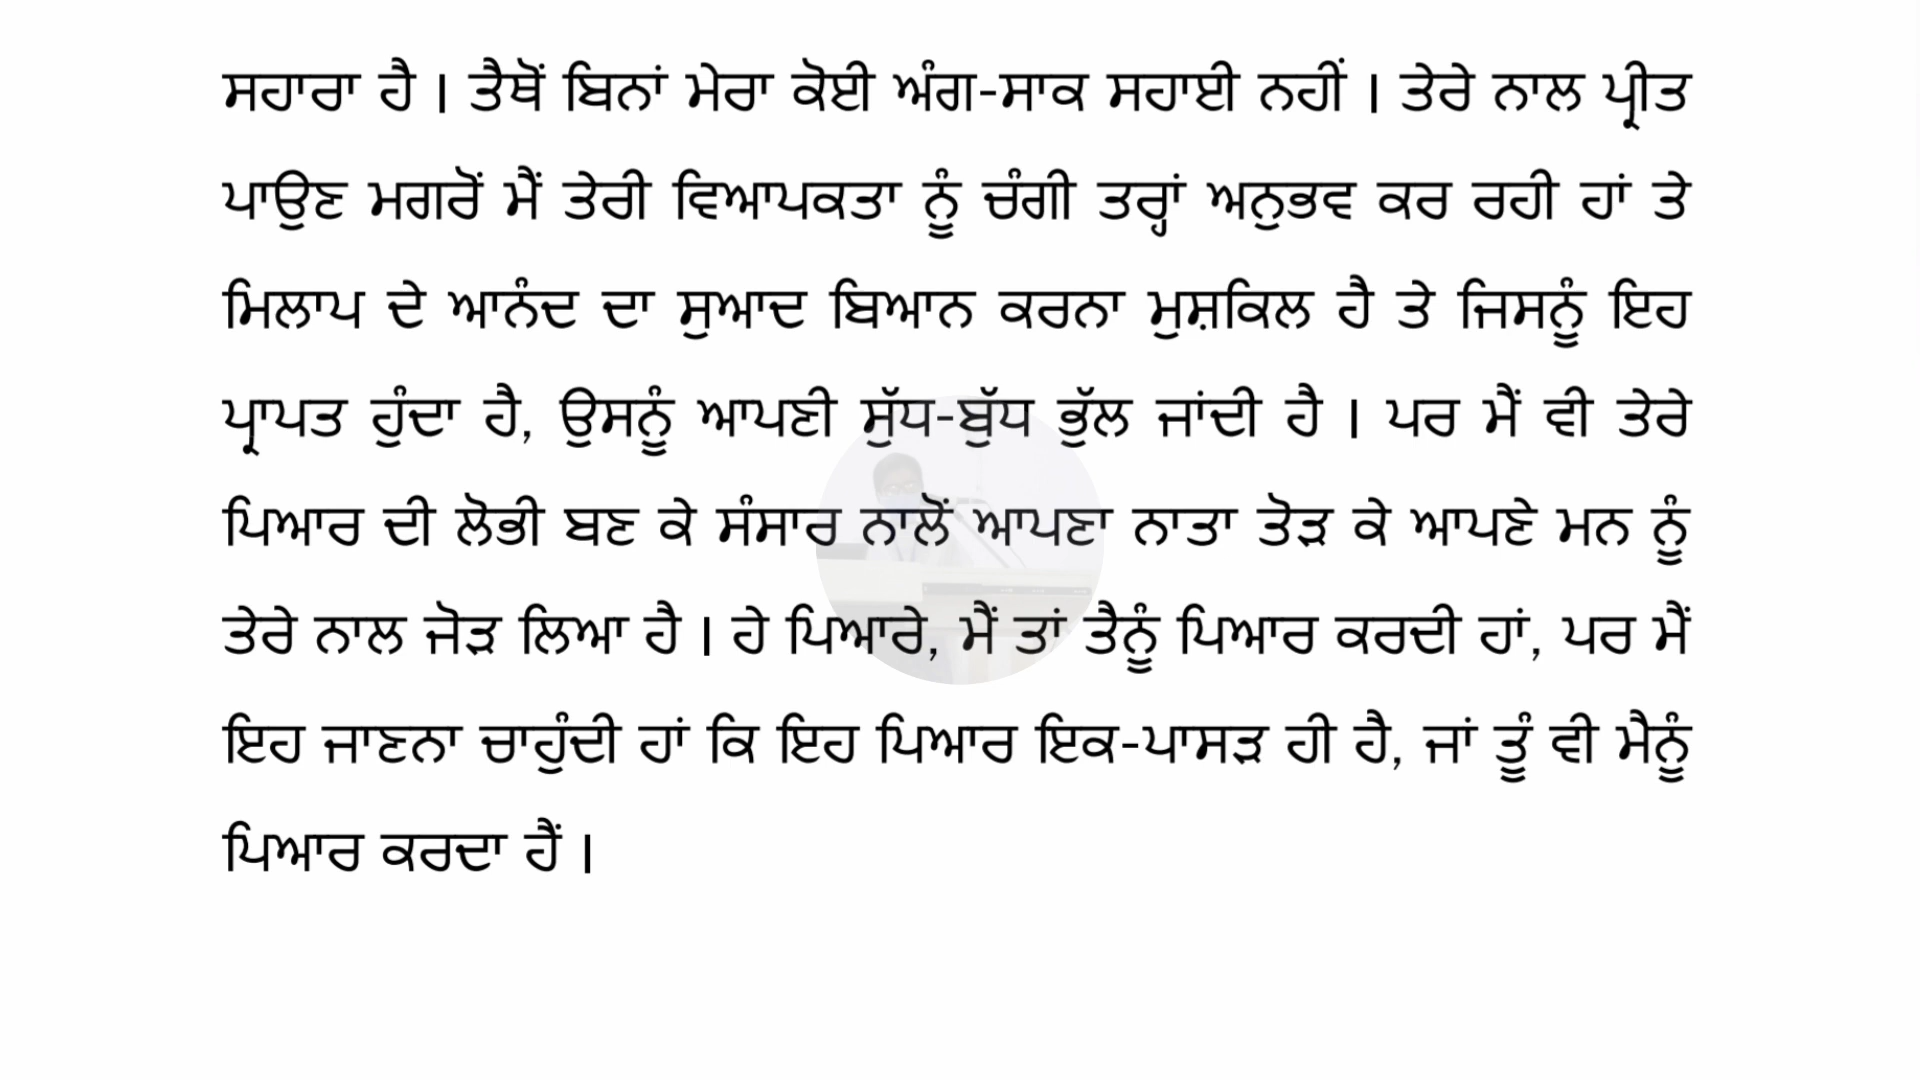 ਸਹਾਰਾ ਹੈ । ਤੈਥੋਂ ਬਿਨਾਂ ਮੇਰਾ ਕੋਈ ਅੰਗ-ਸਾਕ ਸਹਾਈ ਨਹੀਂ । ਤੇਰੇ ਨਾਲ ਪ੍ਰੀਤ
ਪਾਉਣ ਮਗਰੋਂ ਮੈਂ ਤੇਰੀ ਵਿਆਪਕਤਾ ਨੂੰ ਚੰਗੀ ਤਰ੍ਹਾਂ ਅਨੁਭਵ ਕਰ ਰਹੀ ਹਾਂ ਤੇ
ਮਿਲਾਪ ਦੇ ਆਨੰਦ ਦਾ ਸੁਆਦ ਬਿਆਨ ਕਰਨਾ ਮੁਸ਼ਕਿਲ ਹੈ ਤੇ ਜਿਸਨੂੰ ਇਹ
ਪ੍ਰਾਪਤ ਹੁੰਦਾ ਹੈ, ਉਸਨੂੰ ਆਪਣੀ ਸੁੱਧ-ਬੁੱਧ ਭੁੱਲ ਜਾਂਦੀ ਹੈ । ਪਰ ਮੈਂ ਵੀ ਤੇਰੇ
ਪਿਆਰ ਦੀ ਲੋਭੀ ਬਣ ਕੇ ਸੰਸਾਰ ਨਾਲੋਂ ਆਪਣਾ ਨਾਤਾ ਤੋੜ ਕੇ ਆਪਣੇ ਮਨ ਨੂੰ
ਤੇਰੇ ਨਾਲ ਜੋੜ ਲਿਆ ਹੈ । ਹੇ ਪਿਆਰੇ, ਮੈਂ ਤਾਂ ਤੈਨੂੰ ਪਿਆਰ ਕਰਦੀ ਹਾਂ, ਪਰ ਮੈਂ
ਇਹ ਜਾਣਨਾ ਚਾਹੁੰਦੀ ਹਾਂ ਕਿ ਇਹ ਪਿਆਰ ਇਕ-ਪਾਸੜ ਹੀ ਹੈ, ਜਾਂ ਤੂੰ ਵੀ ਮੈਨੂੰ
ਪਿਆਰ ਕਰਦਾ ਹੈਂ ।